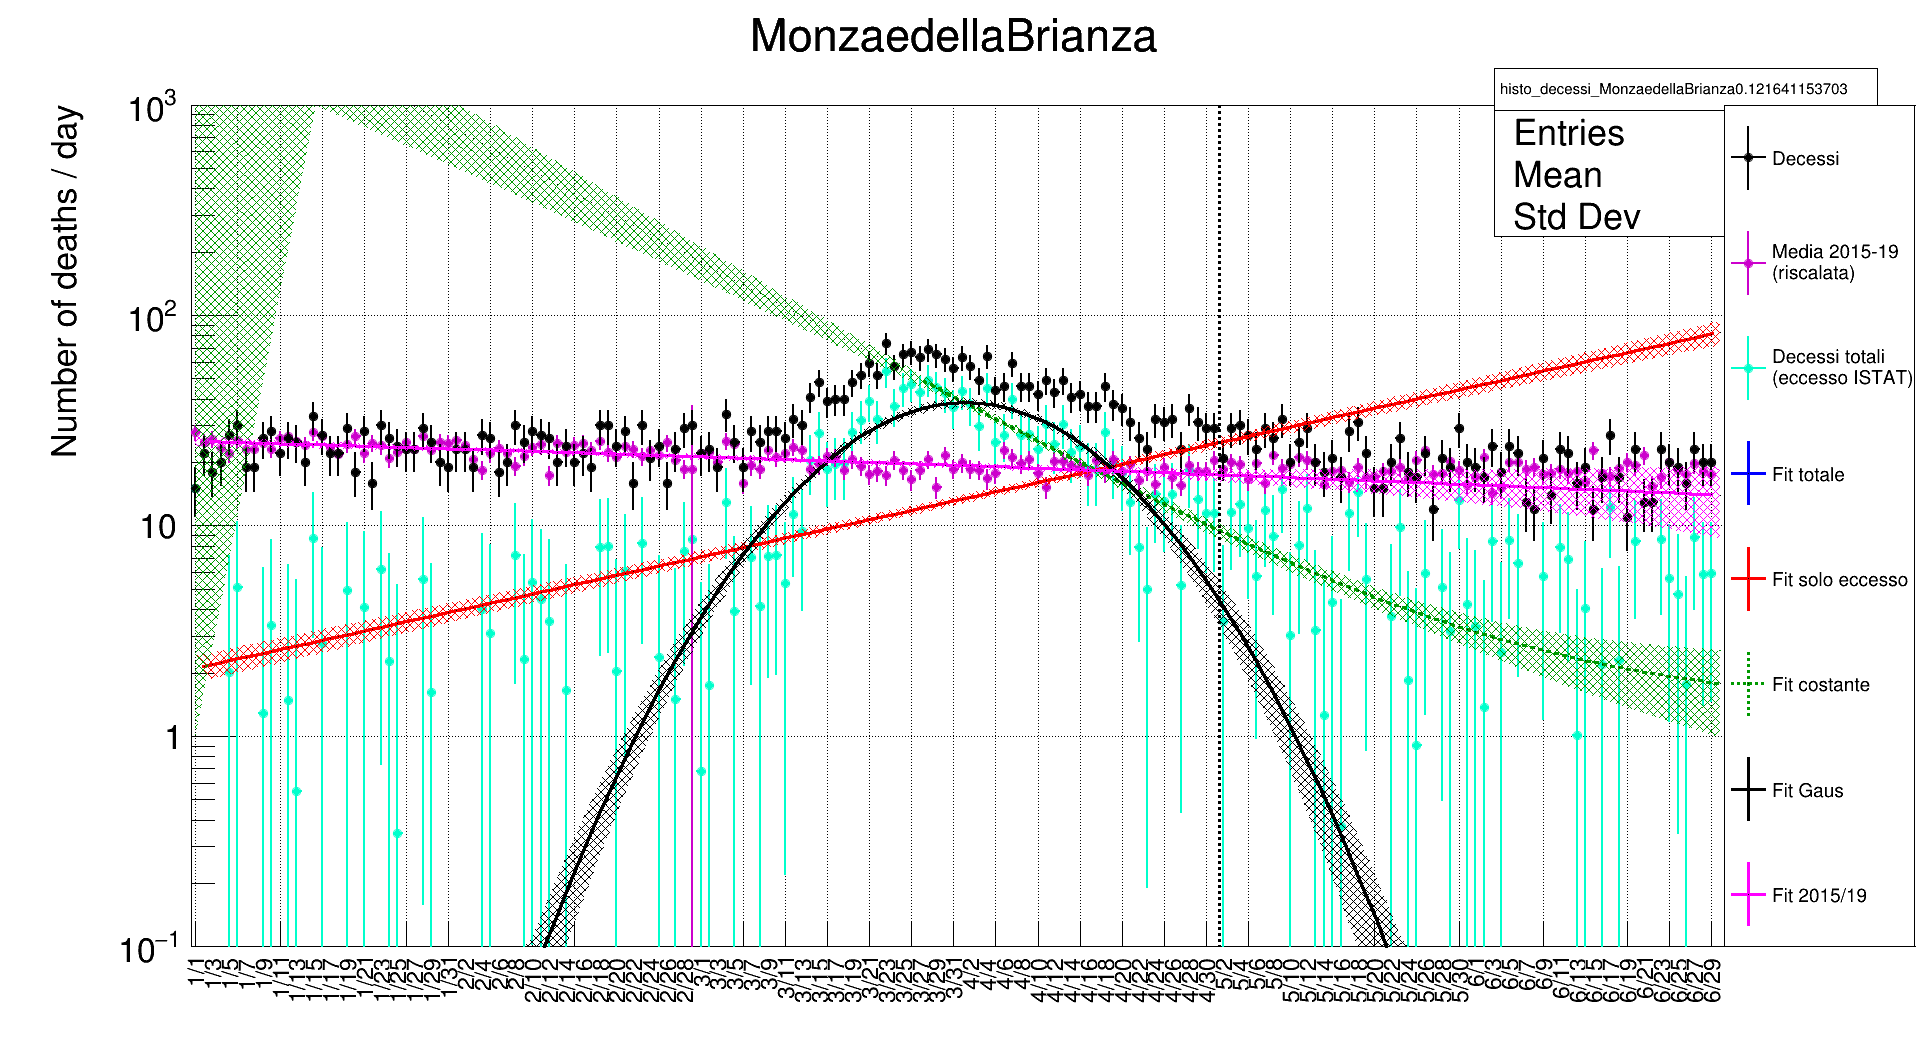 MonzaedellaBrianza
histo_decessi_MonzaedellaBrianza0.121641153703
Entries
Mean
Std Dev
Number of deaths / day
10³
10²
10
1
10⁻¹
Decessi
Media 2015-19
(riscalata)
Decessi totali
(eccesso ISTAT)
Fit totale
Fit solo eccesso
Fit costante
Fit Gaus
Fit 2015/19
1/1 1/3 1/5 1/7 1/9 1/11 1/13 1/15 1/17 1/19 1/21 1/23 1/25 1/27 1/29 1/31 2/2 2/4 2/6 2/8 2/10 2/12 2/14 2/16 2/18 2/20 2/22 2/24 2/26 2/28 3/1 3/3 3/5 3/7 3/9 3/11 3/13 3/15 3/17 3/19 3/21 3/23 3/25 3/27 3/29 3/31 4/2 4/4 4/6 4/8 4/10 4/12 4/14 4/16 4/18 4/20 4/22 4/24 4/26 4/28 4/30 5/2 5/4 5/6 5/8 5/10 5/12 5/14 5/16 5/18 5/20 5/22 5/24 5/26 5/28 5/30 6/1 6/3 6/5 6/7 6/9 6/11 6/13 6/15 6/17 6/19 6/21 6/23 6/25 6/27 6/29